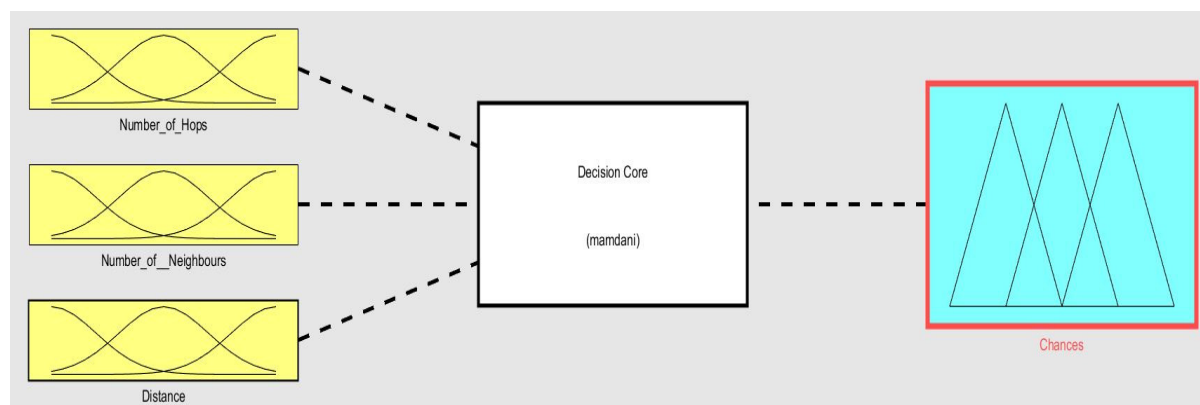 Number_of_Hops
Number_of__Neighbours
Distance
Decision Core
(mamdani)
Chances